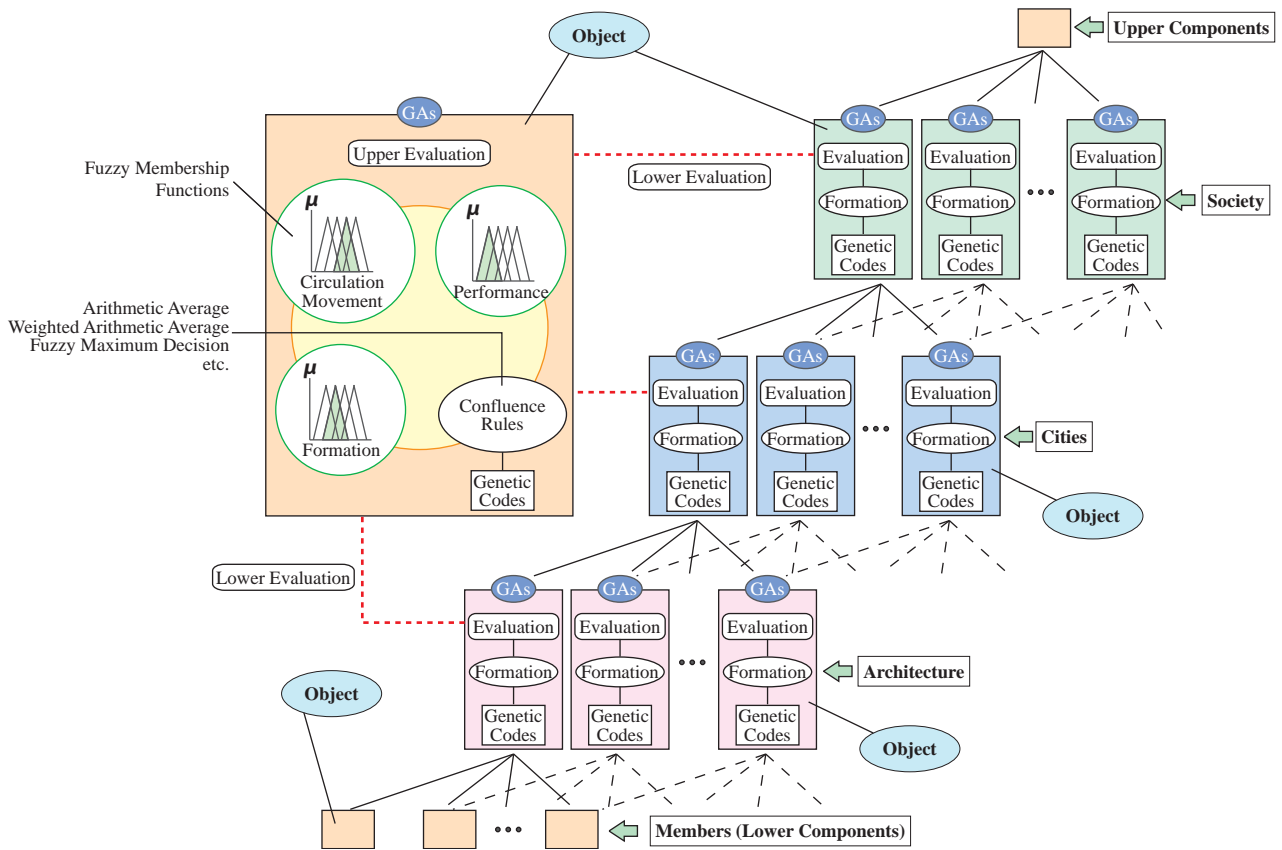 Object
Upper Components
GAs
Upper Evaluation
Fuzzy Membership
Functions
μ
Circulation
Movement
μ
Performance
Arithmetic Average
Weighted Arithmetic Average
Fuzzy Maximum Decision
etc.
μ
Formation
Confluence
Rules
Genetic
Codes
Lower Evaluation
GAs
Evaluation
Formation
Genetic
Codes
GAs
Evaluation
Formation
Genetic
Codes
GAs
Evaluation
Formation
Genetic
Codes
Society
GAs
Evaluation
Formation
Genetic
Codes
GAs
Evaluation
Formation
Genetic
Codes
GAs
Evaluation
Formation
Genetic
Codes
Cities
Object
Lower Evaluation
GAs
Evaluation
Formation
Genetic
Codes
GAs
Evaluation
Formation
Genetic
Codes
GAs
Evaluation
Formation
Genetic
Codes
Architecture
Object
Object
Members (Lower Components)